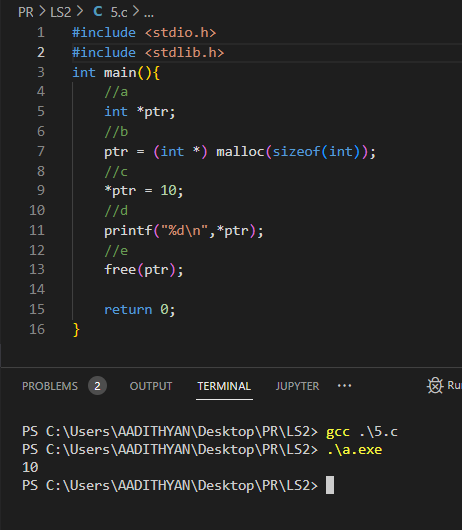 PR > LS2 > C 5.c > ...
1 #include <stdio.h>
2 #include <stdlib.h>
3 int main(){
4     //a
5     int *ptr;
6     //b
7     ptr = (int *) malloc(sizeof(int));
8     //c
9     *ptr = 10;
10     //d
11     printf("%d\n",*ptr);
12     //e
13     free(ptr);
14
15     return 0;
16 }
PROBLEMS 2 OUTPUT TERMINAL JUPYTER ··· Run
PS C:\Users\AADITHYAN\Desktop\PR\LS2> gcc .\5.c
PS C:\Users\AADITHYAN\Desktop\PR\LS2> .\a.exe
10
PS C:\Users\AADITHYAN\Desktop\PR\LS2>